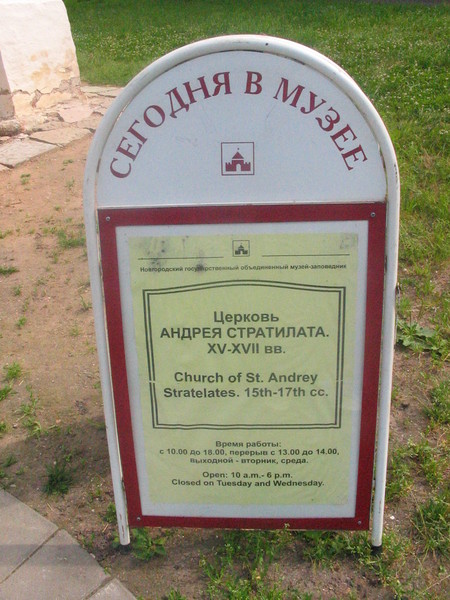 СЕГОДНЯ В МУЗЕЕ
Новгородский государственный объединенный музей-заповедник
Церковь
АНДРЕЯ СТРАТИЛАТА.
XV-XVII вв.
Church of St. Andrey
Stratelates. 15th-17th cc.
Время работы:
с 10.00 до 18.00, перерыв с 13.00 до 14.00,
выходной - вторник, среда.
Open: 10 a.m.- 6 p.m.
Closed on Tuesday and Wednesday.